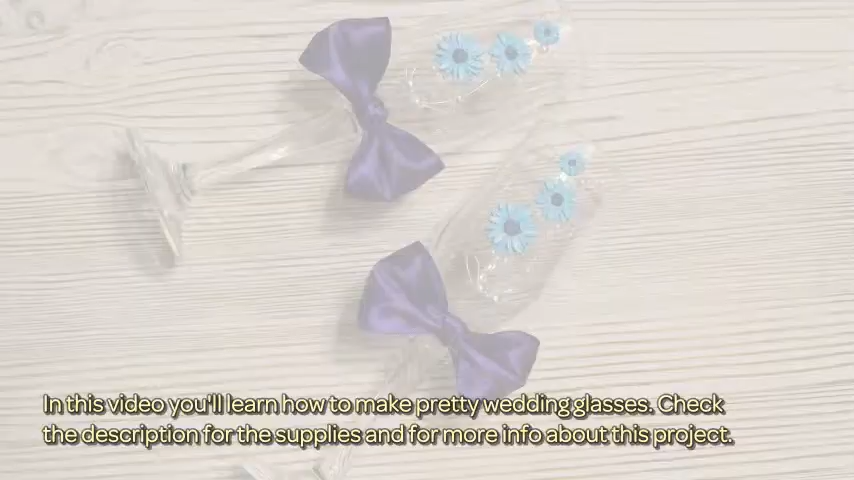 In this video you'll learn how to make pretty wedding glasses. Check
the description for the supplies and for more info about this project.